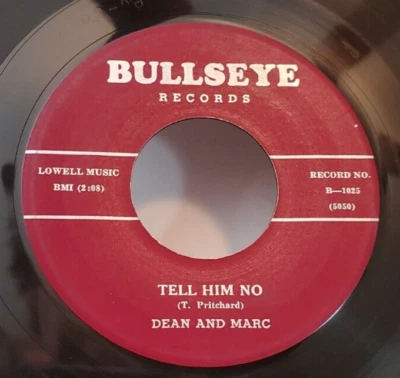 BULLSEYE
RECORDS
LOWELL MUSIC
BMI (2:08)
RECORD NO.
B—1025
(5050)
TELL HIM NO
(T. Pritchard)
DEAN AND MARC